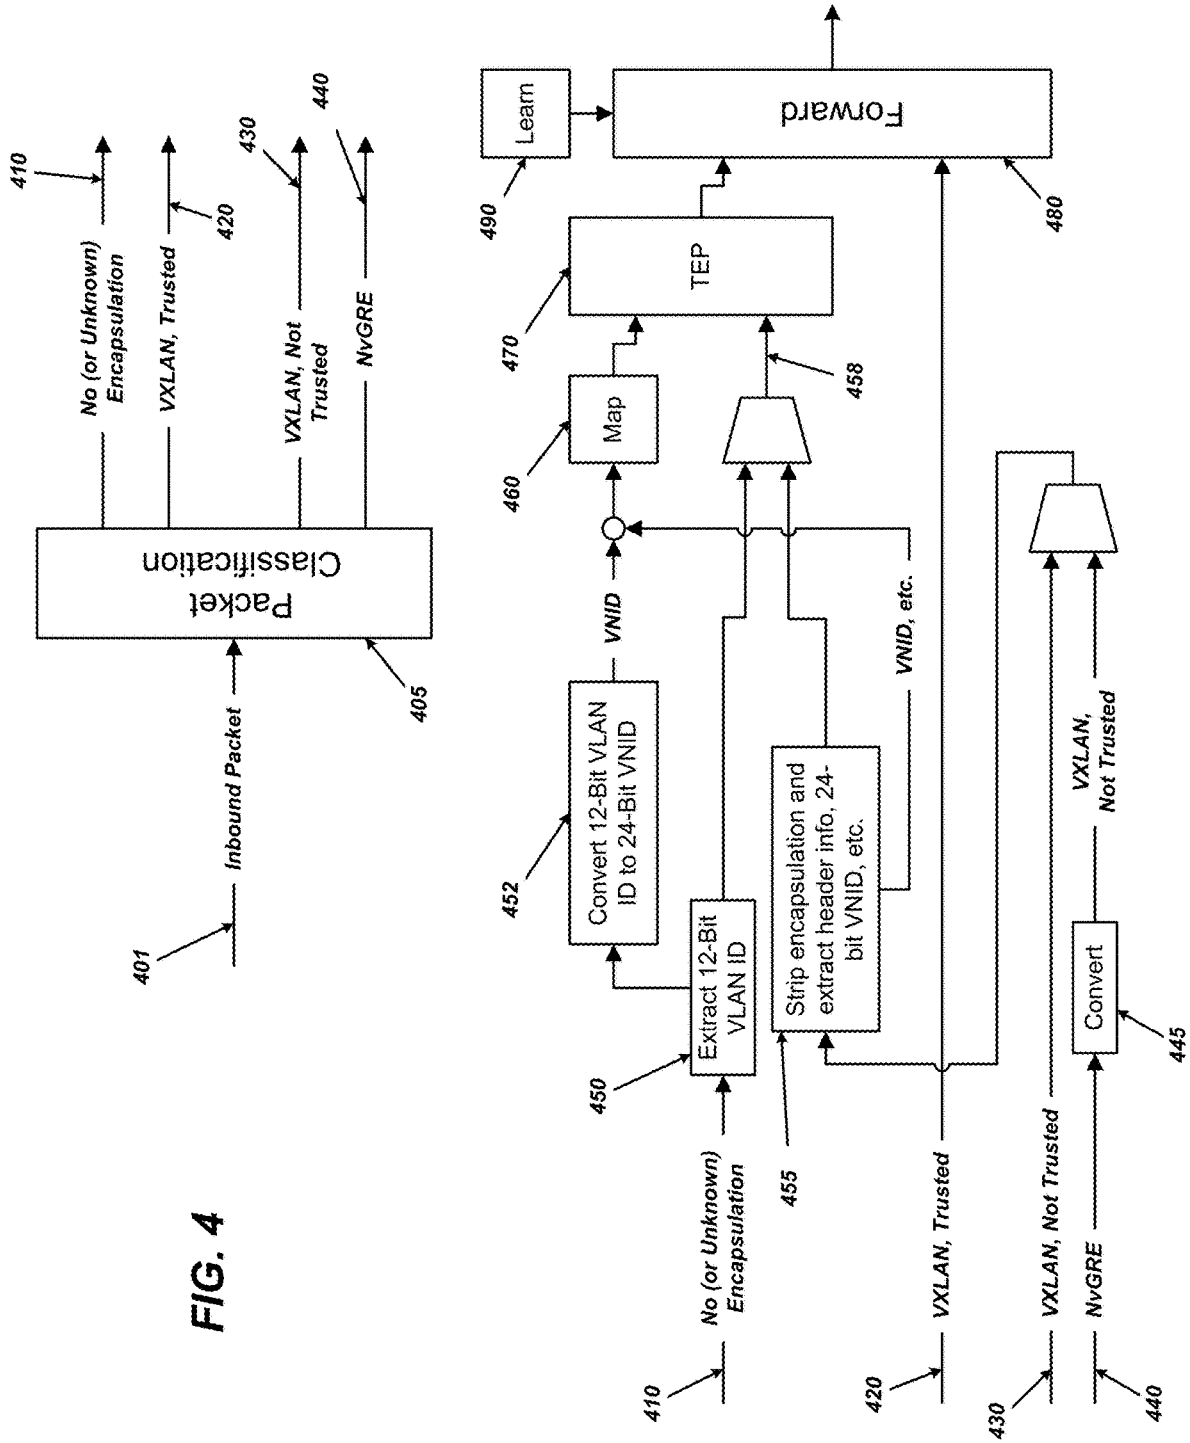 FIG. 4
401
Inbound Packet
405
Packet
Classification
No (or Unknown)
Encapsulation
410
VXLAN, Trusted
420
VXLAN, Not
Trusted
430
NvGRE
440
410
No (or Unknown)
Encapsulation
450
Extract 12-Bit
VLAN ID
452
Convert 12-Bit VLAN
ID to 24-Bit VNID
VNID
460
Map
470
TEP
490
Learn
Forward
480
455
Strip encapsulation and
extract header info, 24-
bit VNID, etc.
VNID, etc.
458
420
VXLAN, Trusted
430
VXLAN, Not Trusted
440
NvGRE
445
Convert
VXLAN,
Not Trusted